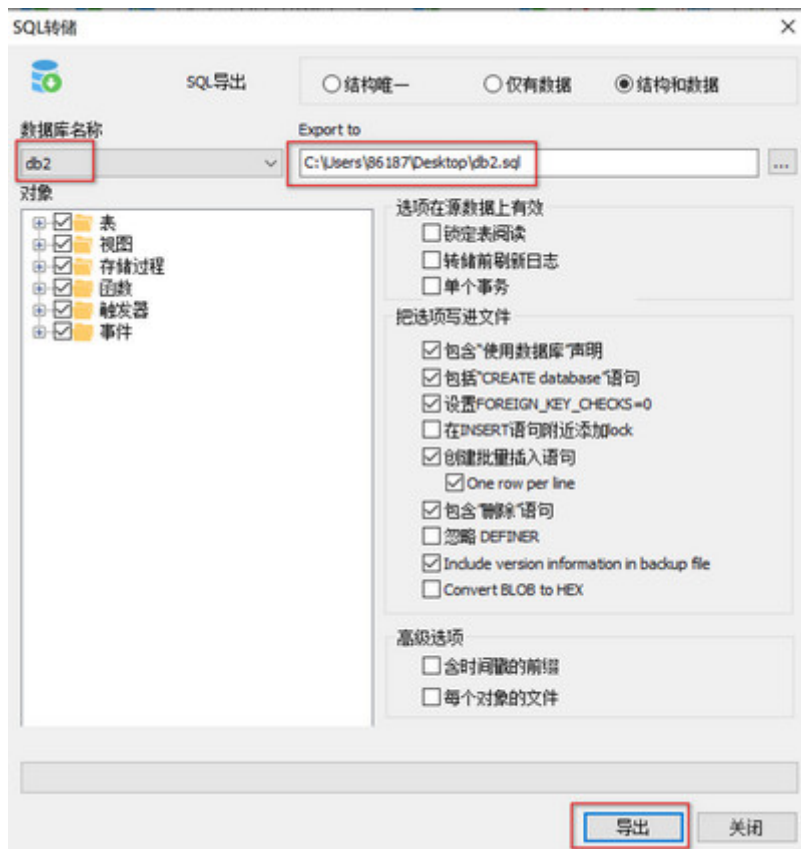 SQL转储
SQL导出
结构唯一
仅有数据
结构和数据
数据库名称
Export to
db2
C:\Users\86187\Desktop\db2.sql
...
对象
表
视图
存储过程
函数
触发器
事件
选项在源数据上有效
锁定表阅读
转储前刷新日志
单个事务
把选项写进文件
包含“使用数据库”声明
包括"CREATE database"语句
设置FOREIGN_KEY_CHECKS=0
在INSERT语句附近添加lock
创建批量插入语句
One row per line
包含“删除”语句
忽略 DEFINER
Include version information in backup file
Convert BLOB to HEX
高级选项
含时间戳的前缀
每个对象的文件
导出
关闭